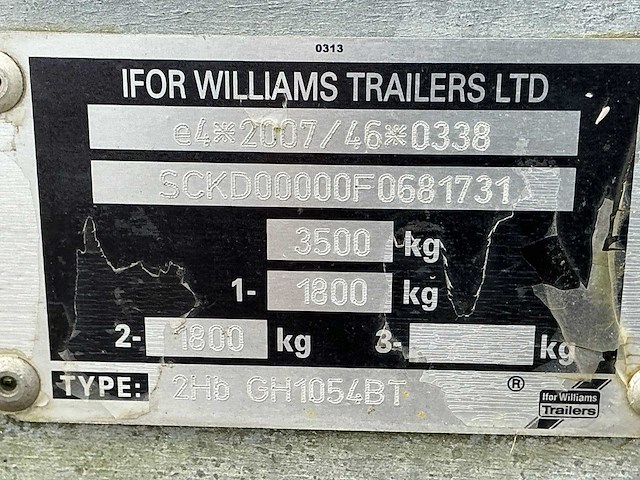 0313
IFOR WILLIAMS TRAILERS LTD
e4*2007/46*0338
SCKD00000F0681731
3500 kg
1- 1800 kg
2- 1800 kg 3- kg
TYPE: 2Hb GH1054BT ®
Ifor Williams
Trailers